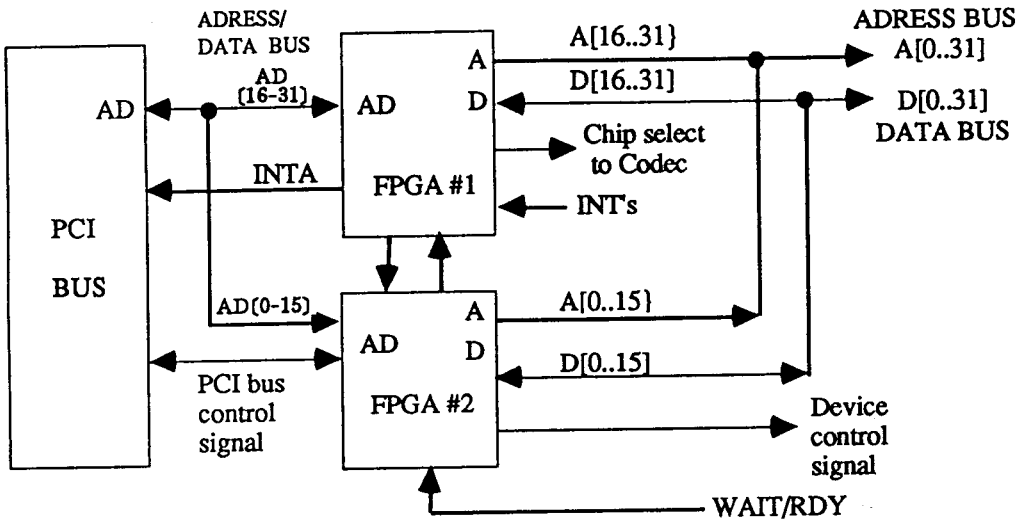 ADRESS/
DATA BUS
AD
[16-31]
AD
INTA
PCI
BUS
AD[0-15]
PCI bus
control
signal
A
D
AD
FPGA #1
A
D
AD
FPGA #2
A[16..31}
D[16..31]
Chip select
to Codec
INT's
A[0..15}
D[0..15]
ADRESS BUS
A[0..31]
D[0..31]
DATA BUS
Device
control
signal
WAIT/RDY